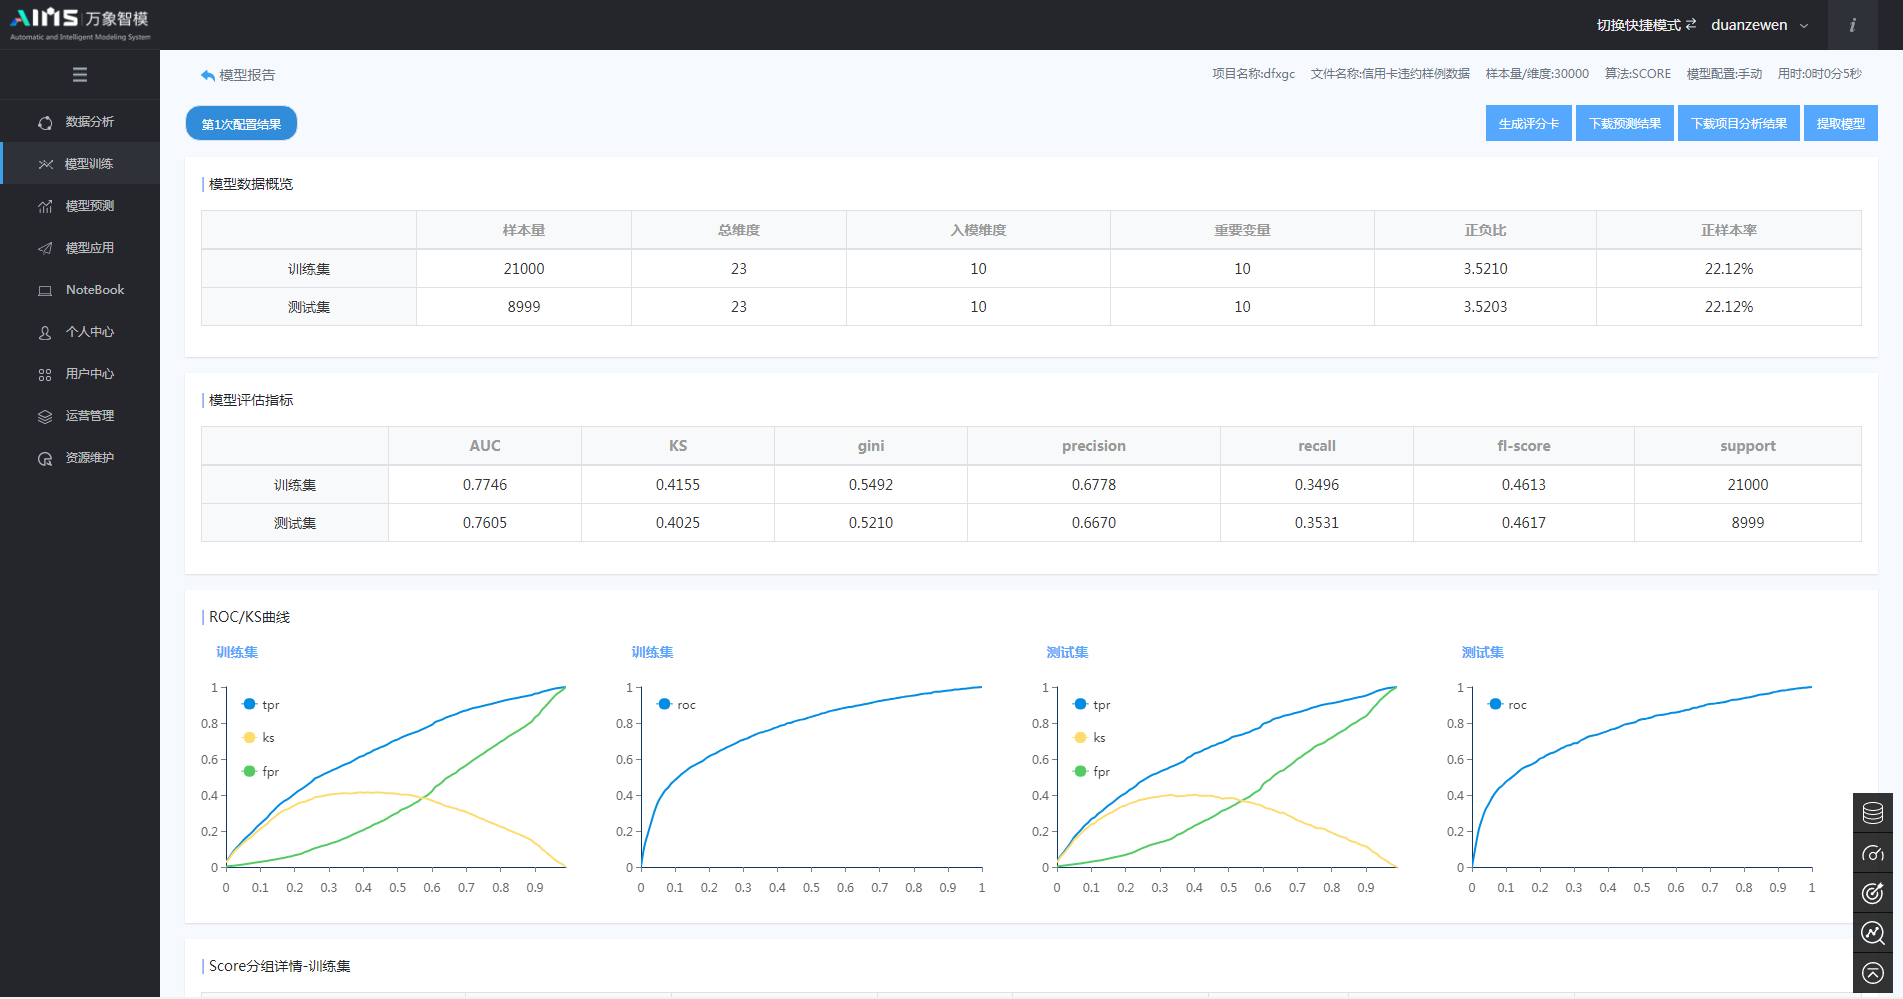 AIMS 万象智模
Automatic and Intelligent Modeling System
切换快捷模式 duanzewen i
数据分析
模型训练
模型预测
模型应用
NoteBook
个人中心
用户中心
运营管理
资源维护
模型报告
项目名称:dfxgc 文件名称:信用卡违约样例数据 样本量/维度:30000 算法:SCORE 模型配置:手动 用时:0时0分5秒
第1次配置结果
生成评分卡 下载预测结果 下载项目分析结果 提取模型
模型数据概览
样本量 总维度 入模维度 重要变量 正负比 正样本率
训练集 21000 23 10 10 3.5210 22.12%
测试集 8999 23 10 10 3.5203 22.12%
模型评估指标
AUC KS gini precision recall fl-score support
训练集 0.7746 0.4155 0.5492 0.6778 0.3496 0.4613 21000
测试集 0.7605 0.4025 0.5210 0.6670 0.3531 0.4617 8999
ROC/KS曲线
训练集
1
0.8
0.6
0.4
0.2
0
tpr
ks
fpr
0 0.1 0.2 0.3 0.4 0.5 0.6 0.7 0.8 0.9
训练集
1
0.8
0.6
0.4
0.2
0
roc
0 0.1 0.2 0.3 0.4 0.5 0.6 0.7 0.8 0.9 1
测试集
1
0.8
0.6
0.4
0.2
0
tpr
ks
fpr
0 0.1 0.2 0.3 0.4 0.5 0.6 0.7 0.8 0.9
测试集
1
0.8
0.6
0.4
0.2
0
roc
0 0.1 0.2 0.3 0.4 0.5 0.6 0.7 0.8 0.9 1
Score分组详情-训练集